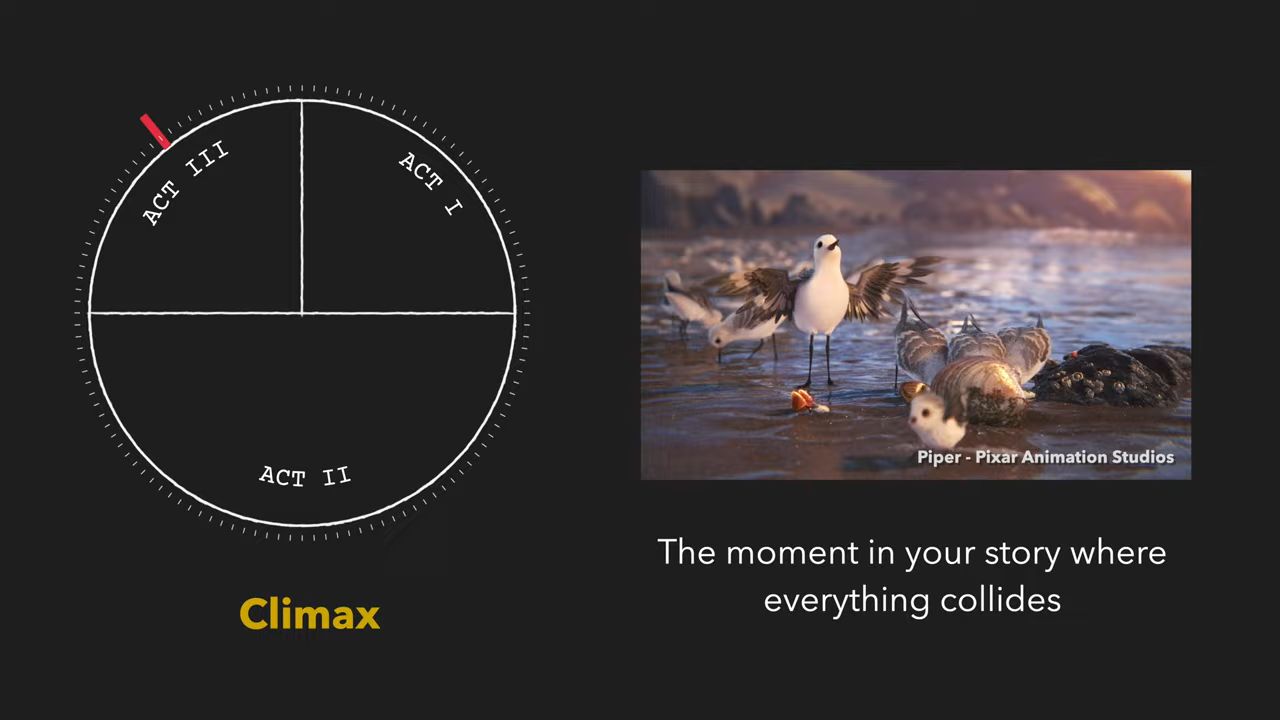 ACT III
ACT I
ACT II
Climax
Piper - Pixar Animation Studios
The moment in your story where
everything collides